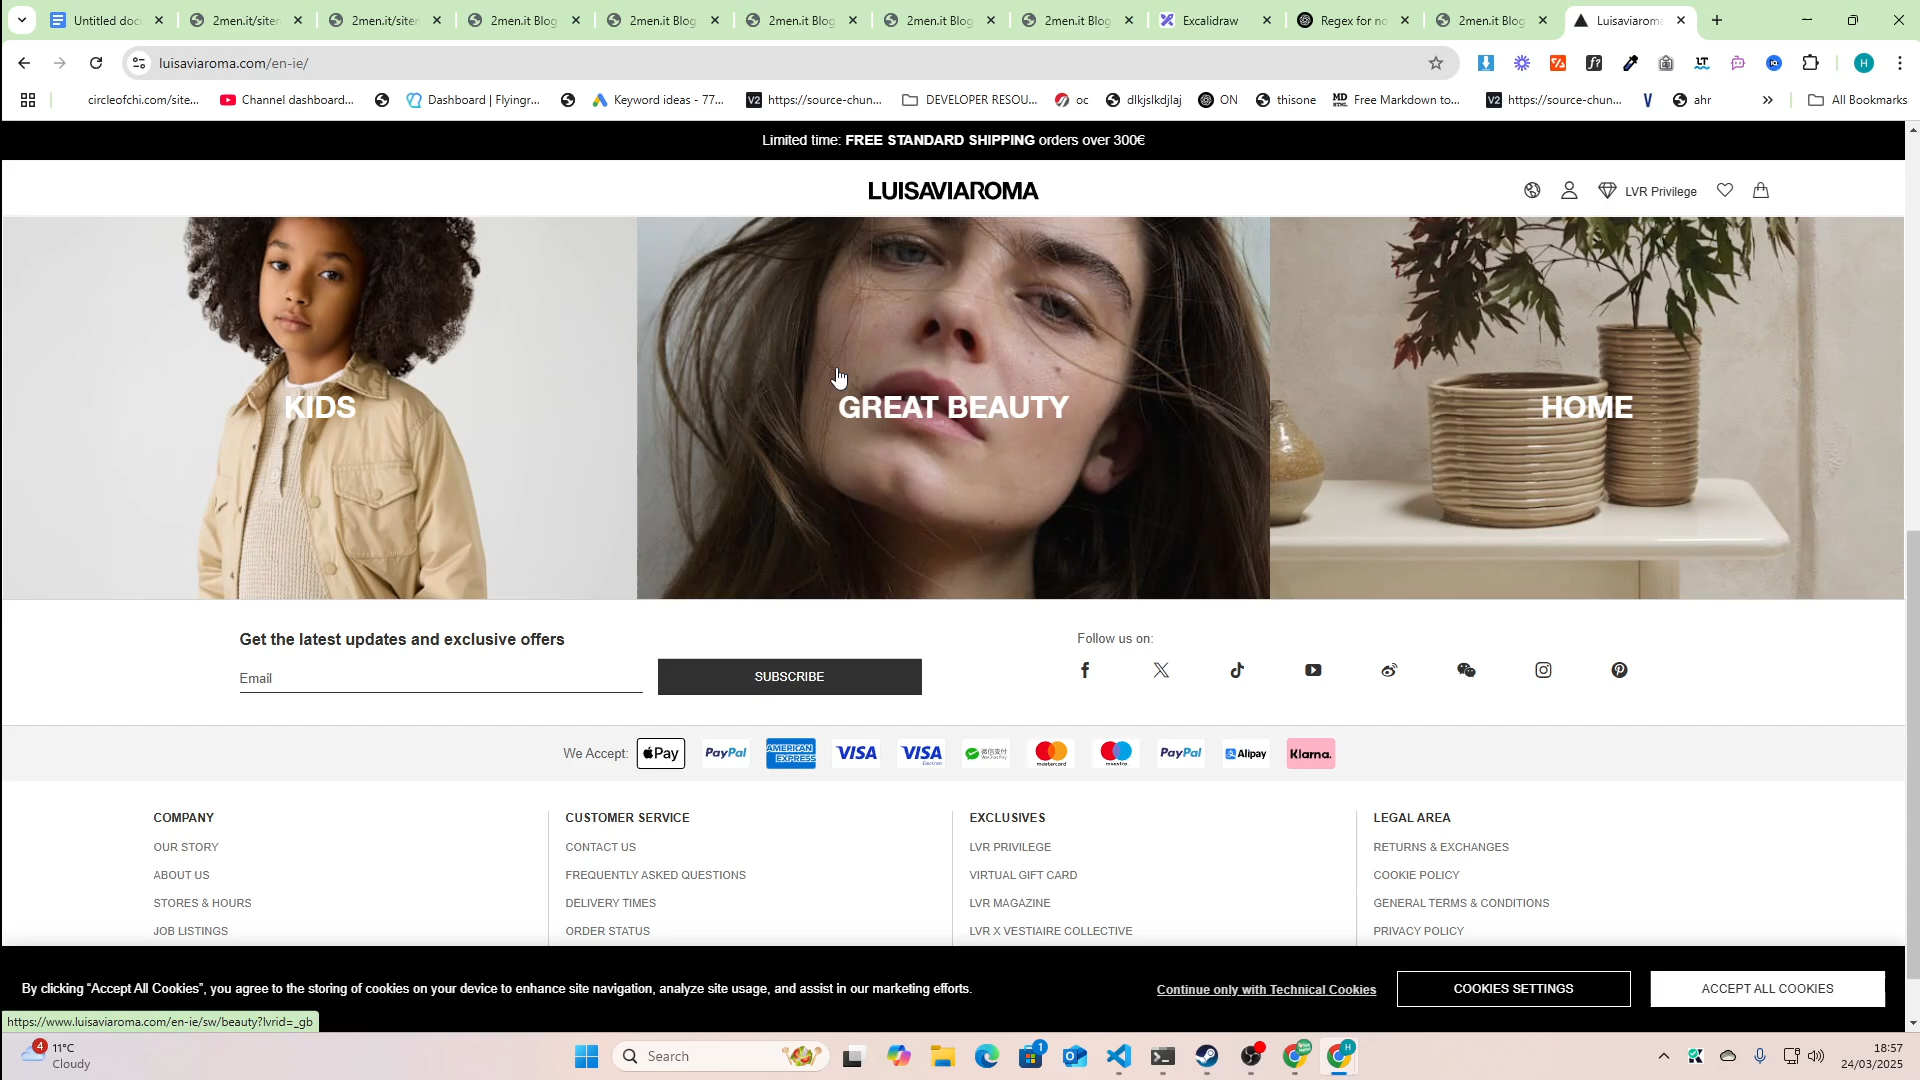 Untitled doc
2men.it/siten
2men.it/siten
2men.it Blog
2men.it Blog
2men.it Blog
2men.it Blog
2men.it Blog
Excalidraw
Regex for no
2men.it Blog
Luisaviaroma
luisaviaroma.com/en-ie/
circleofchi.com/site...
Channel dashboard...
Dashboard | Flyingr...
Keyword ideas - 77...
https://source-chun...
DEVELOPER RESOU...
oc
dlkjslkdjlaj
ON
thisone
Free Markdown to...
https://source-chun...
ahr
All Bookmarks
Limited time: FREE STANDARD SHIPPING orders over 300€
LUISAVIAROMA
LVR Privilege
KIDS
GREAT BEAUTY
HOME
Get the latest updates and exclusive offers
Email
SUBSCRIBE
Follow us on:
We Accept:
Pay
PayPal
AMERICAN EXPRESS
VISA
VISA
Electron
微信支付
WeChat Pay
mastercard
maestro
PayPal
Alipay
Klarna.
COMPANY
OUR STORY
ABOUT US
STORES & HOURS
JOB LISTINGS
CUSTOMER SERVICE
CONTACT US
FREQUENTLY ASKED QUESTIONS
DELIVERY TIMES
ORDER STATUS
EXCLUSIVES
LVR PRIVILEGE
VIRTUAL GIFT CARD
LVR MAGAZINE
LVR X VESTIAIRE COLLECTIVE
LEGAL AREA
RETURNS & EXCHANGES
COOKIE POLICY
GENERAL TERMS & CONDITIONS
PRIVACY POLICY
By clicking “Accept All Cookies”, you agree to the storing of cookies on your device to enhance site navigation, analyze site usage, and assist in our marketing efforts.
Continue only with Technical Cookies
COOKIES SETTINGS
ACCEPT ALL COOKIES
https://www.luisaviaroma.com/en-ie/sw/beauty?lvrid=_gb
4
11°C
Cloudy
Search
1
18:57
24/03/2025